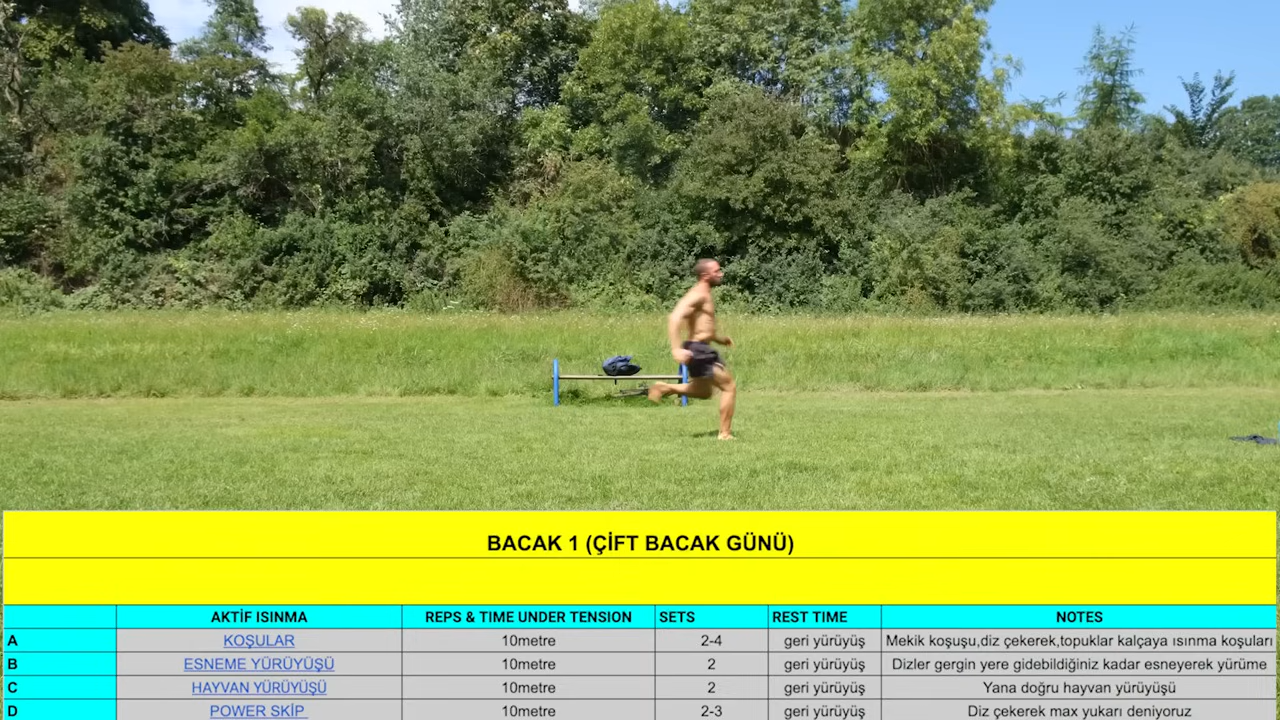 BACAK 1 (ÇİFT BACAK GÜNÜ)
AKTİF ISINMA REPS & TIME UNDER TENSION SETS REST TIME NOTES
A KOŞULAR 10metre 2-4 geri yürüyüş Mekik koşuşu,diz çekerek,topuklar kalçaya ısınma koşuları
B ESNEME YÜRÜYÜŞÜ 10metre 2 geri yürüyüş Dizler gergin yere gidebildiğiniz kadar esneyerek yürüme
C HAYVAN YÜRÜYÜŞÜ 10metre 2 geri yürüyüş Yana doğru hayvan yürüyüşü
D POWER SKİP 10metre 2-3 geri yürüyüş Diz çekerek max yukarı deniyoruz